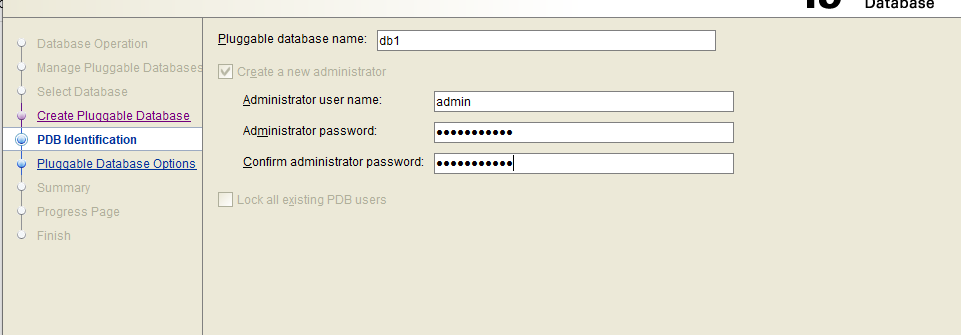 Database
Pluggable database name: db1
Create a new administrator
Administrator user name: admin
Administrator password: ●●●●●●●●●●●
Confirm administrator password: ●●●●●●●●●●●
Lock all existing PDB users
Database Operation
Manage Pluggable Databases
Select Database
Create Pluggable Database
PDB Identification
Pluggable Database Options
Summary
Progress Page
Finish